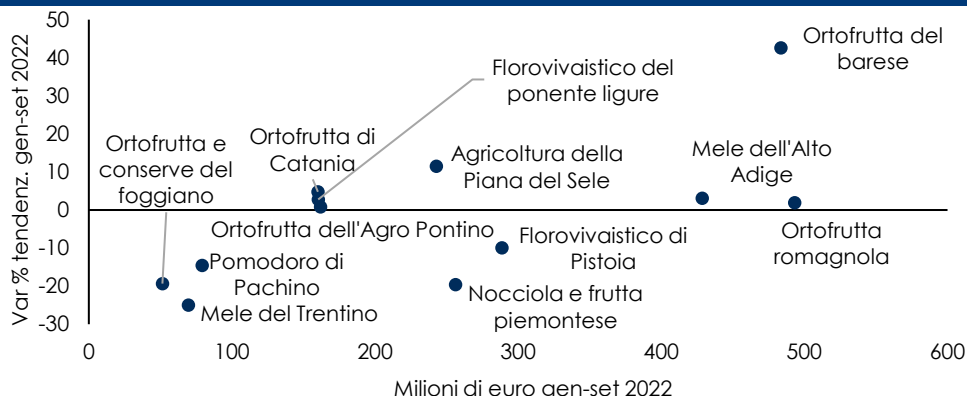 Var % tendenz. gen-set 2022
50
40
30
20
10
0
-10
-20
-30
Ortofrutta del
barese
Florovivaistico del
ponente ligure
Ortofrutta e
conserve del
foggiano
Ortofrutta di
Catania
Agricoltura della
Piana del Sele
Mele dell'Alto
Adige
Ortofrutta dell'Agro Pontino
Florovivaistico di
Pistoia
Ortofrutta
romagnola
Pomodoro di
Pachino
Mele del Trentino
Nocciola e frutta
piemontese
0 100 200 300 400 500 600
Milioni di euro gen-set 2022